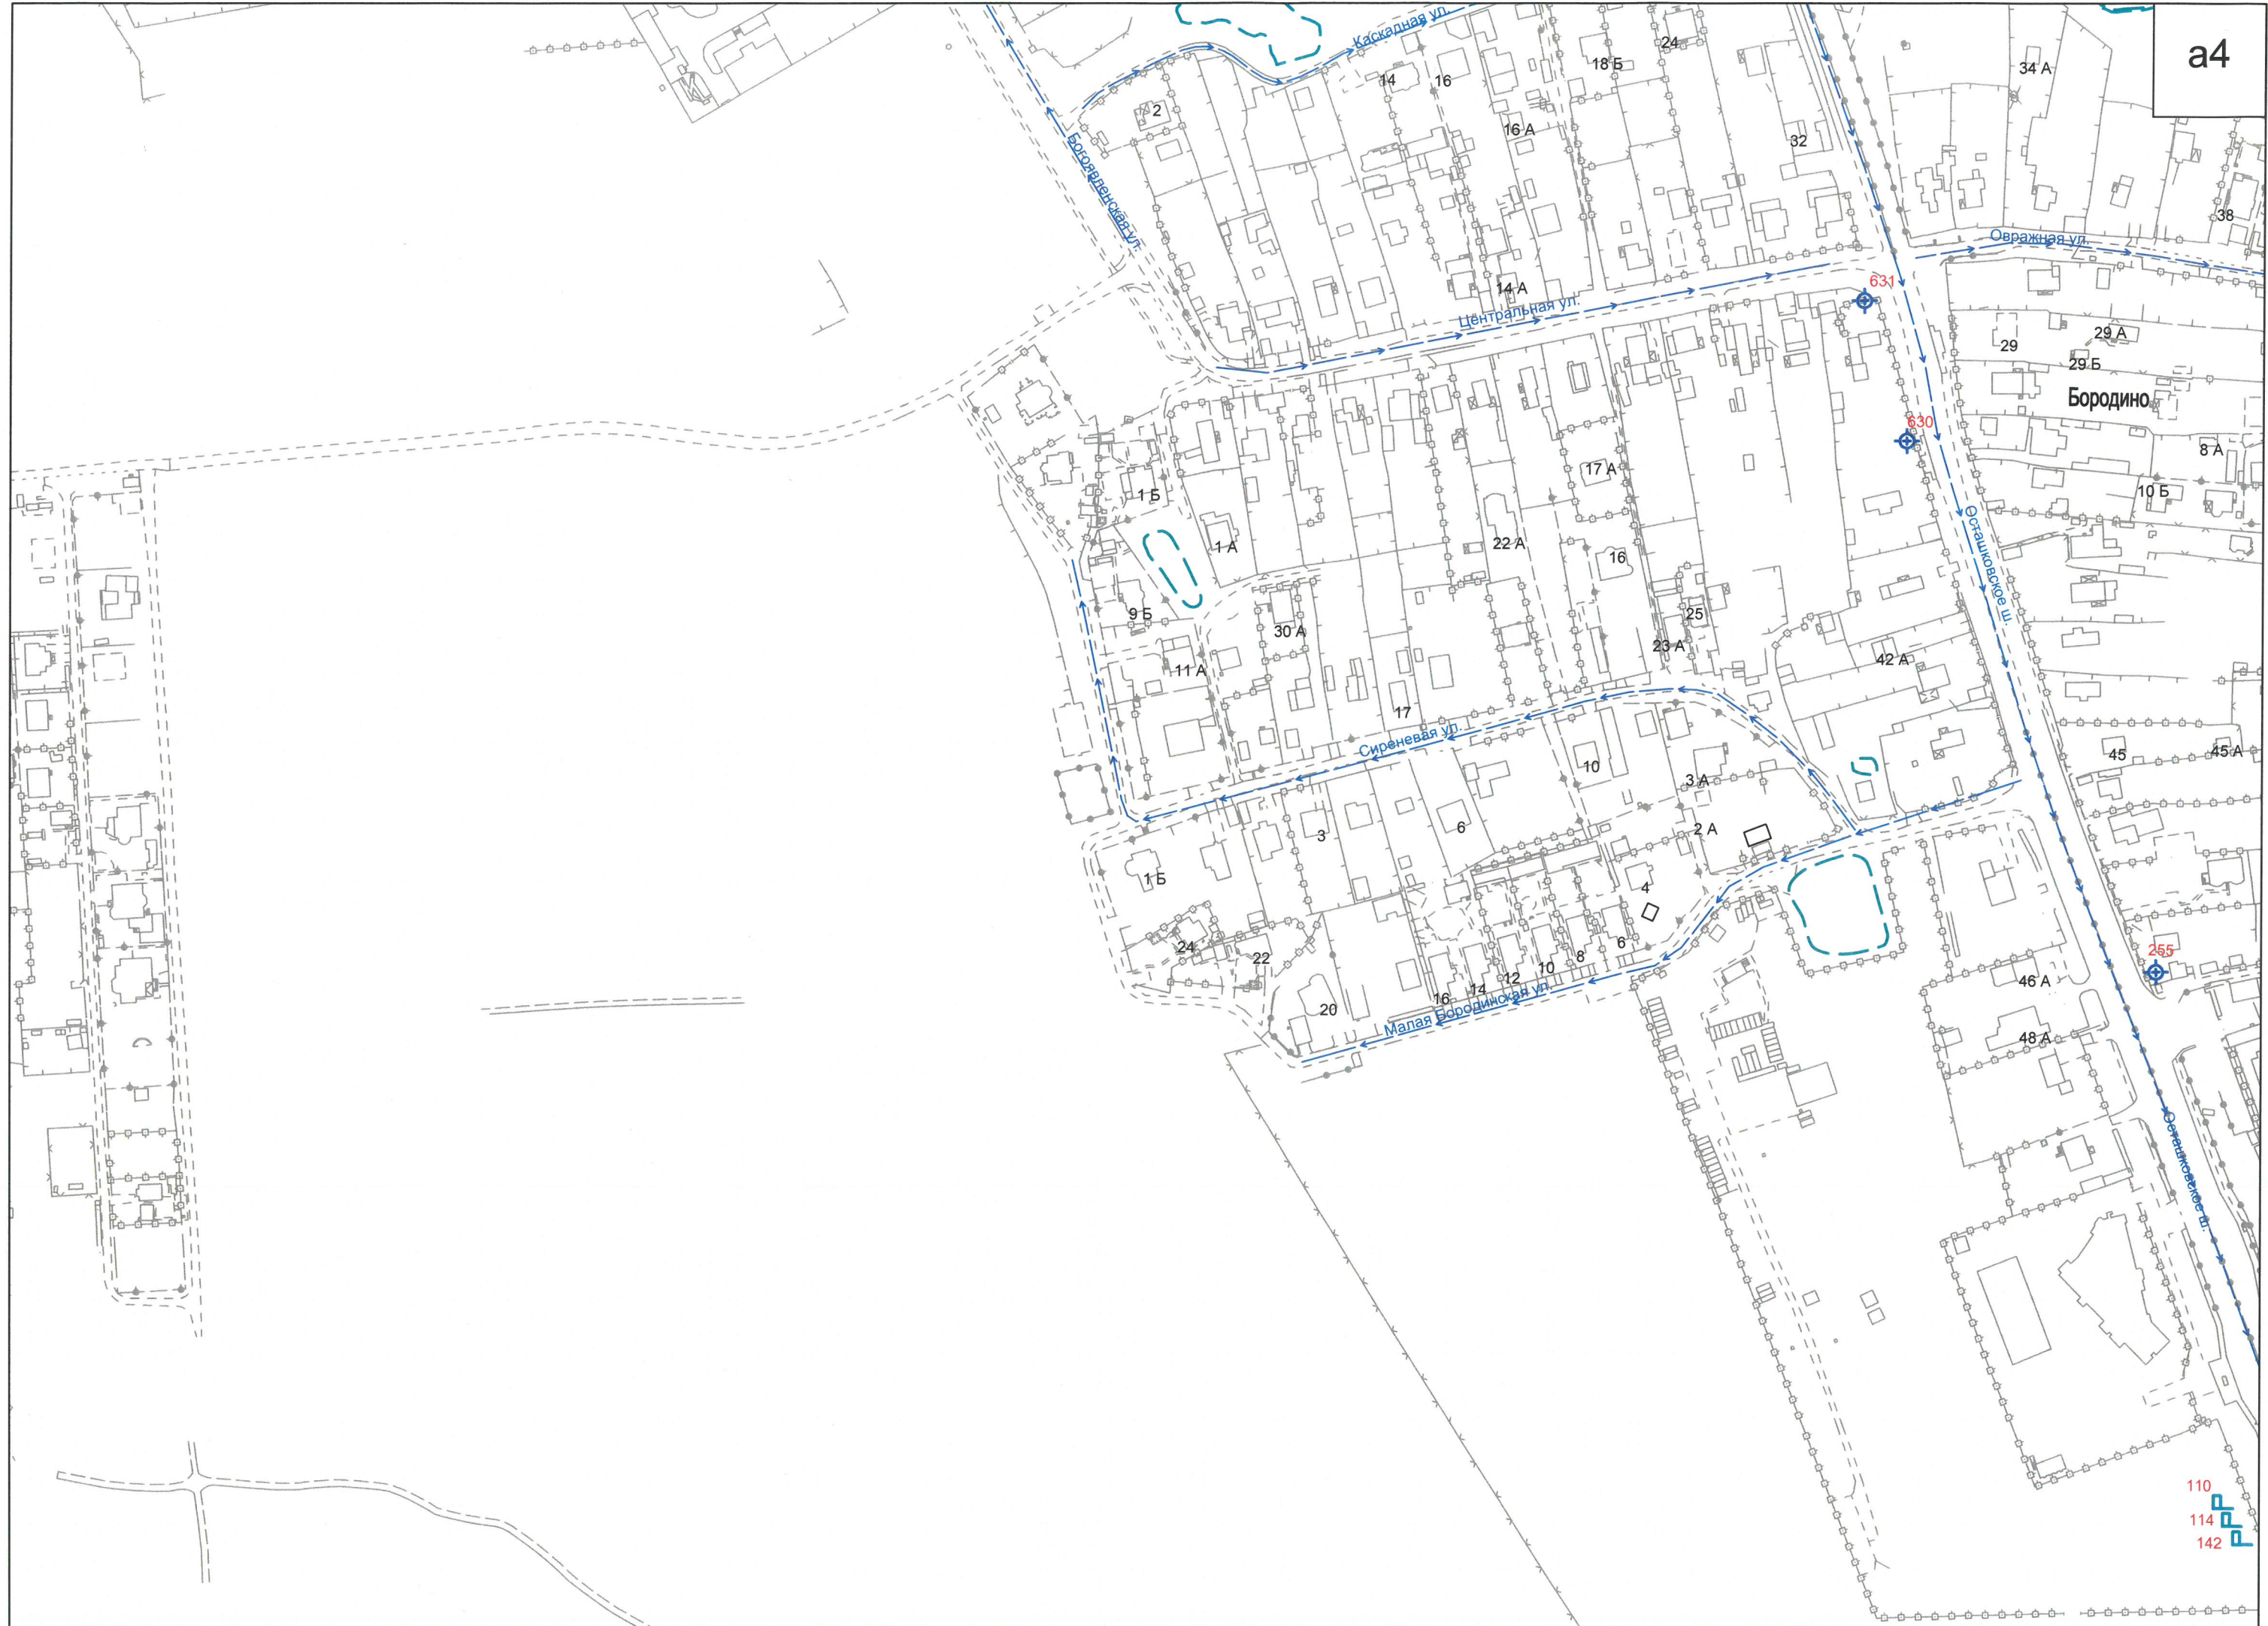 а4
Каскадная ул.
24
18 Б
14
16
34 А
2
16 А
32
Богоявленская ул.
38
Овражная ул.
631
14 А
Центральная ул.
29 А
29
29 Б
Бородино
630
8 А
17 А
1 Б
10 Б
Осташковское ш.
1 А
22 А
16
9 Б
25
30 А
23 А
42 А
11 А
17
Сиреневая ул.
45
45 А
10
3 А
3
6
2 А
1 Б
4
24
22
6
255
8
10
12
14
16
46 А
20
Малая Бородинская ул.
48 А
Осташковское ш.
110
114
142